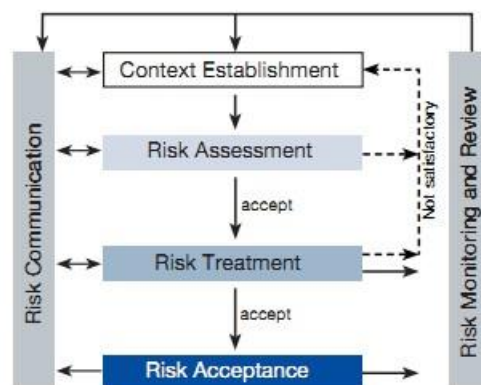 Context Establishment
Risk Communication
Risk Assessment
Not satisfactory
Risk Monitoring and Review
accept
Risk Treatment
accept
Risk Acceptance